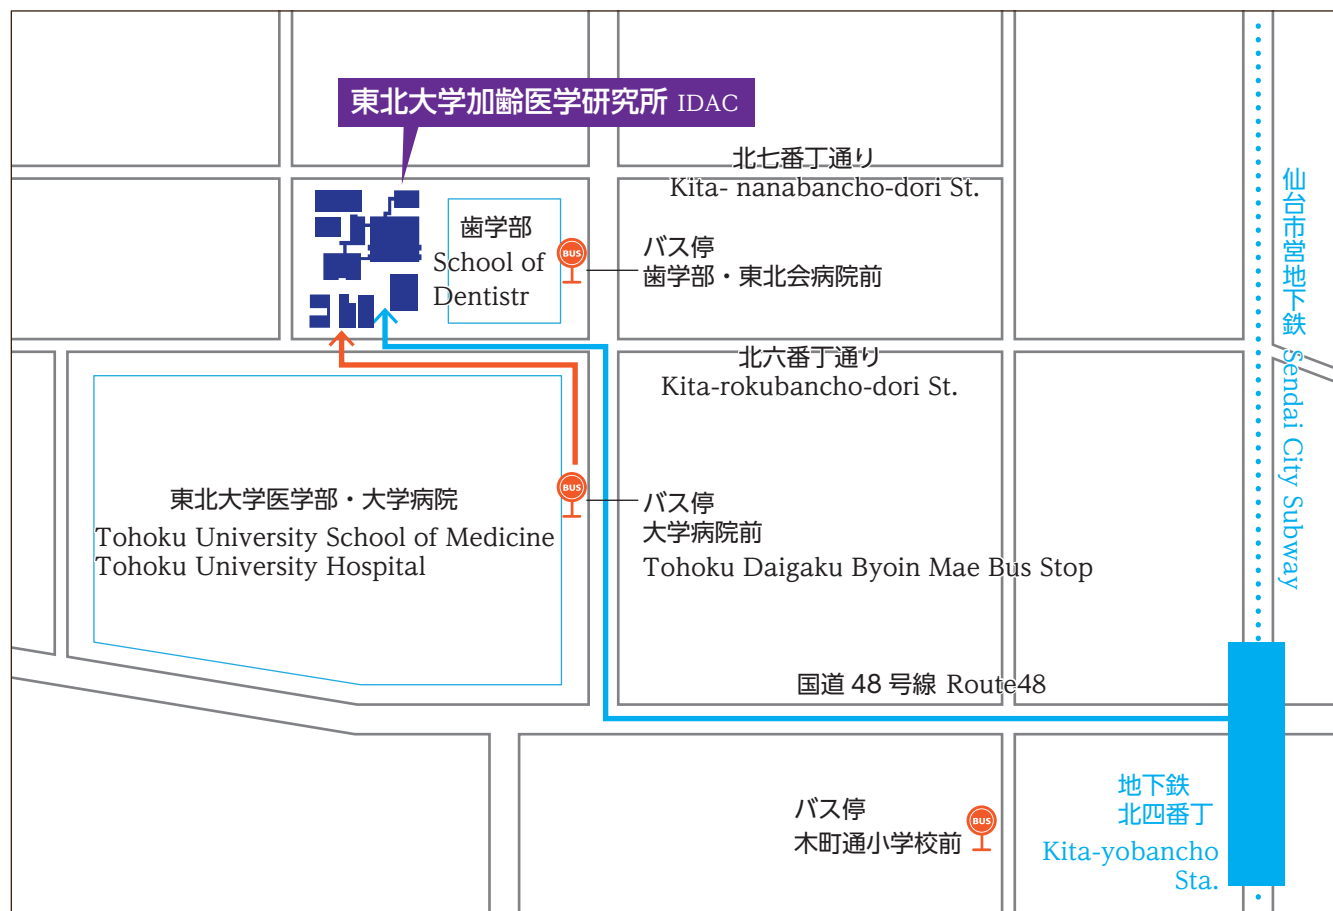 東北大学加齢医学研究所 IDAC
北七番丁通り
Kita- nanabancho-dori St.
仙台市営地下鉄 Sendai City Subway
歯学部
School of
Dentistr
BUS
バス停
歯学部・東北会病院前
北六番丁通り
Kita-rokubancho-dori St.
東北大学医学部・大学病院
Tohoku University School of Medicine
Tohoku University Hospital
BUS
バス停
大学病院前
Tohoku Daigaku Byoin Mae Bus Stop
国道 48 号線 Route48
バス停
木町通小学校前
BUS
地下鉄
北四番丁
Kita-yobancho
Sta.